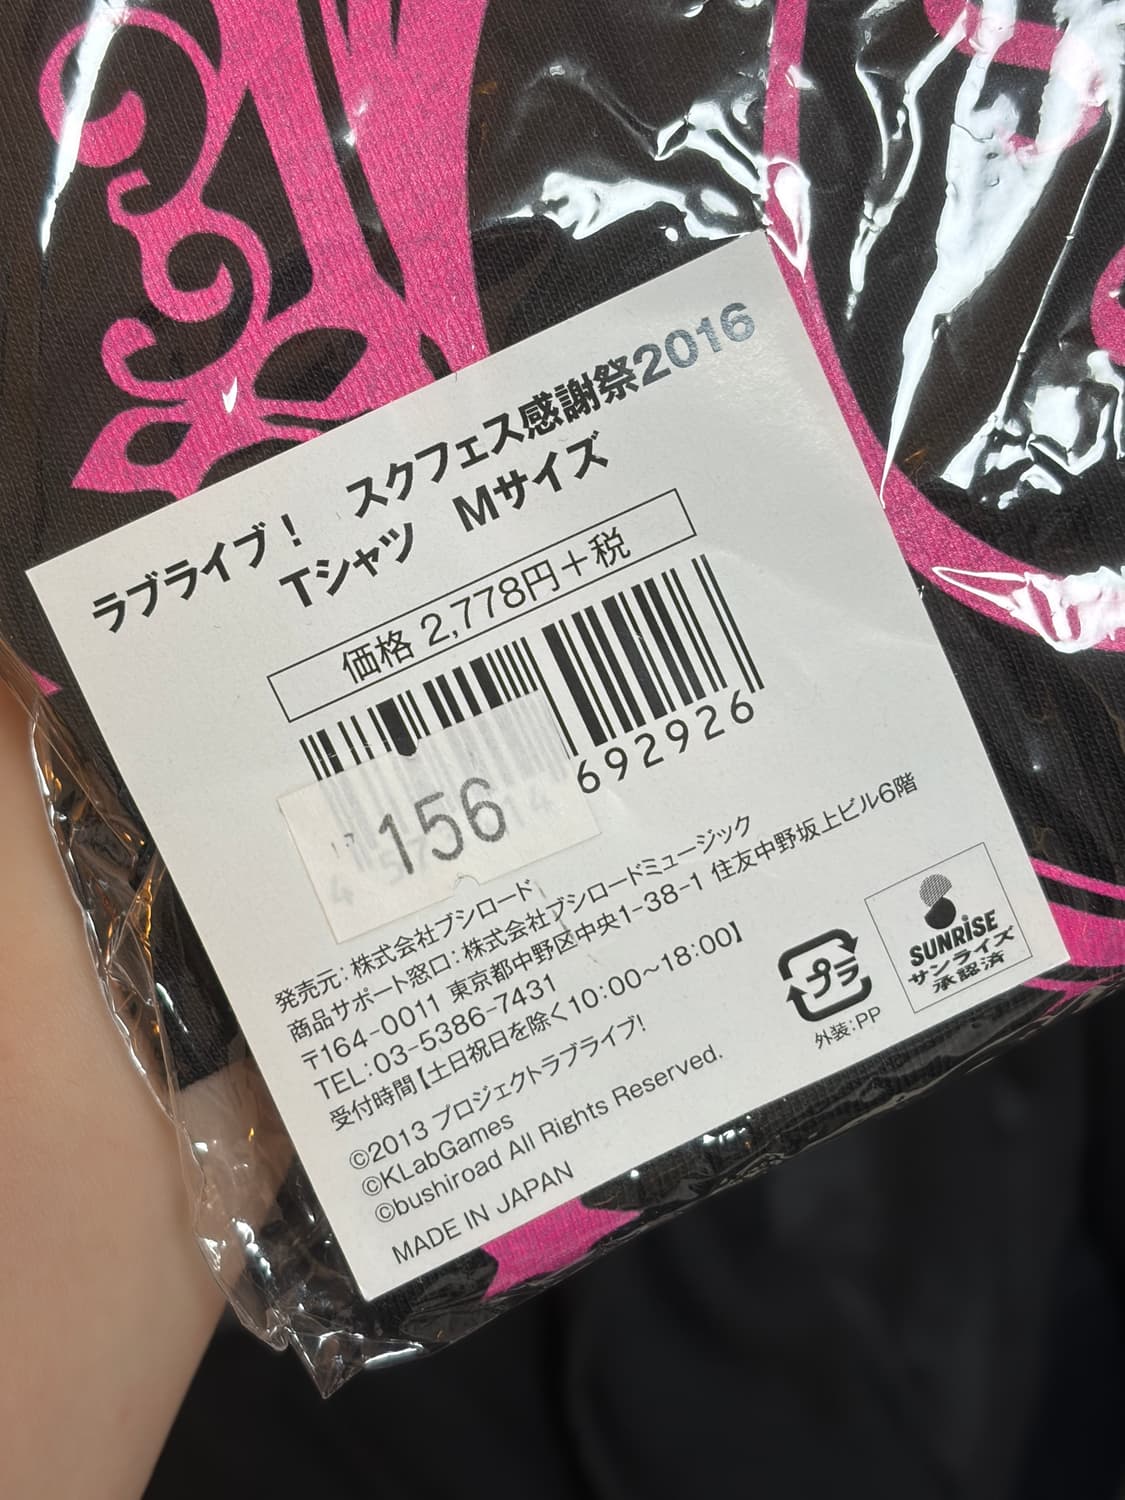 ラブライブ！ スクフェス感謝祭2016
Tシャツ Mサイズ
価格 2,778円＋税
692926
156
発売元：株式会社ブシロード
商品サポート窓口：株式会社ブシロードミュージック
〒164-0011 東京都中野区中央1-38-1 住友中野坂上ビル6階
TEL：03-5386-7431
受付時間【土日祝日を除く10：00～18：00】
©2013 プロジェクトラブライブ！
©KLabGames
©bushiroad All Rights Reserved.
MADE IN JAPAN
プラ
外装：PP
SUNRISE
サンライズ
承認済